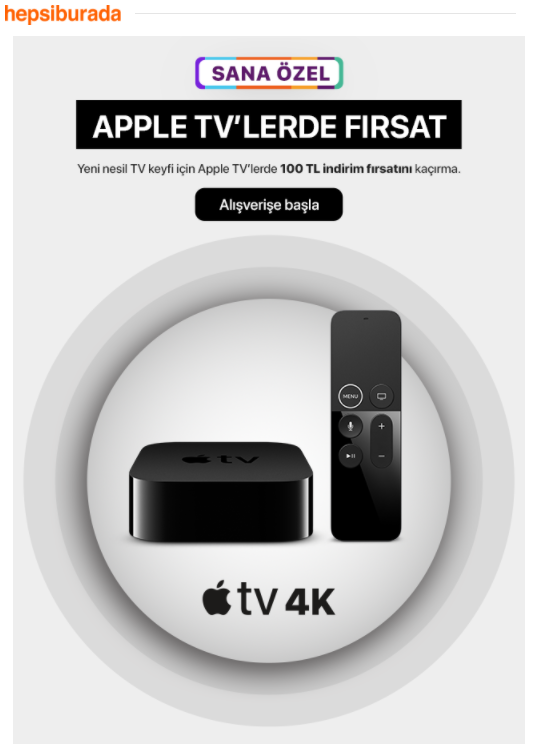 hepsiburada
SANA ÖZEL
APPLE TV'LERDE FIRSAT
Yeni nesil TV keyfi için Apple TV'lerde 100 TL indirim fırsatını kaçırma.
Alışverişe başla
tv
MENU
+
−
tv 4K